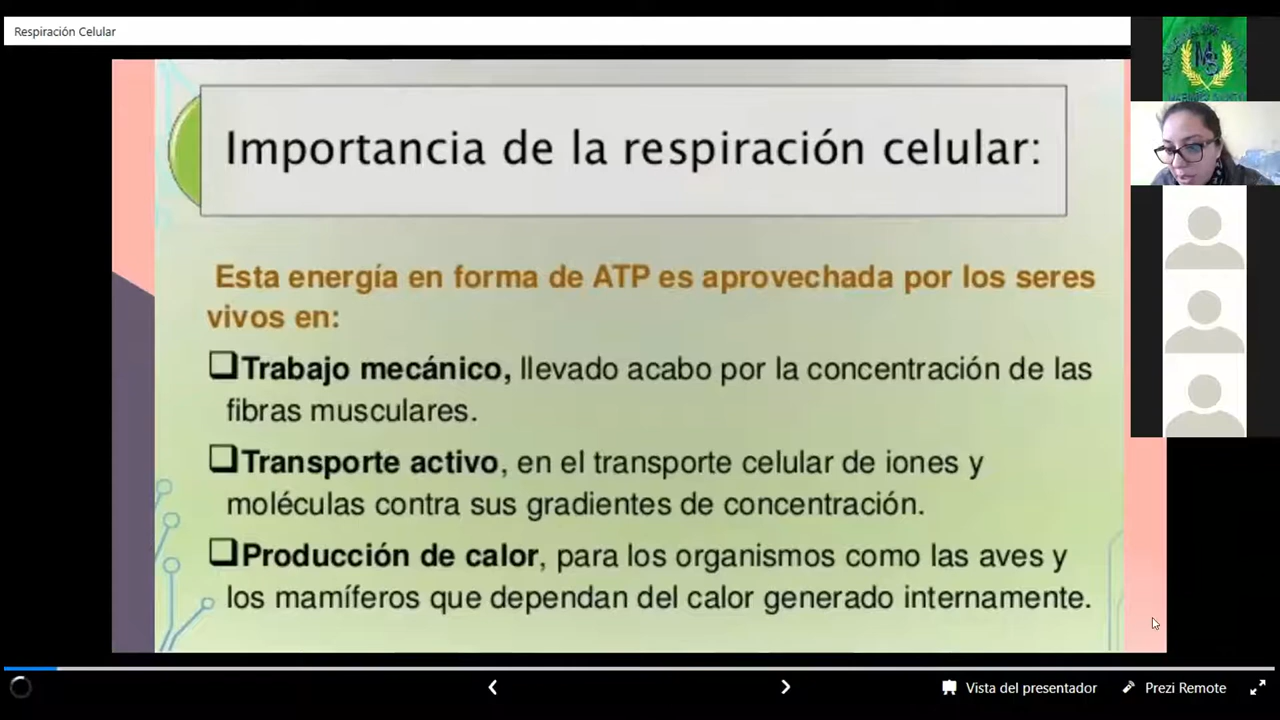 Respiración Celular
Importancia de la respiración celular:
Esta energía en forma de ATP es aprovechada por los seres
vivos en:
Trabajo mecánico, llevado acabo por la concentración de las
fibras musculares.
Transporte activo, en el transporte celular de iones y
moléculas contra sus gradientes de concentración.
Producción de calor, para los organismos como las aves y
los mamíferos que dependan del calor generado internamente.
Vista del presentador
Prezi Remote